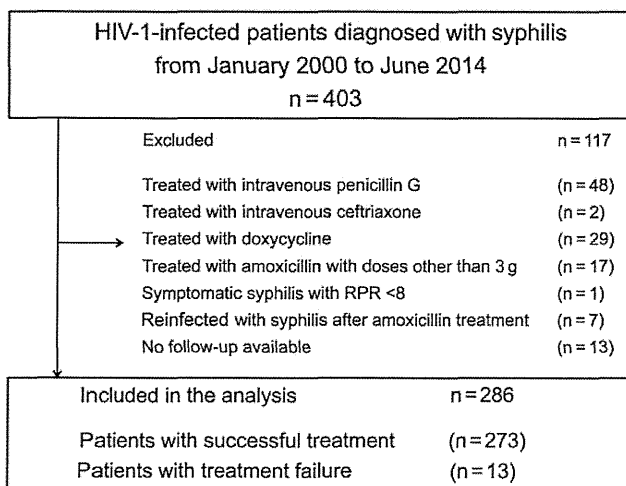 HIV-1-infected patients diagnosed with syphilis
from January 2000 to June 2014
n=403
Excluded n=117
Treated with intravenous penicillin G (n=48)
Treated with intravenous ceftriaxone (n=2)
Treated with doxycycline (n=29)
Treated with amoxicillin with doses other than 3 g (n=17)
Symptomatic syphilis with RPR <8 (n=1)
Reinfected with syphilis after amoxicillin treatment (n=7)
No follow-up available (n=13)
Included in the analysis n=286
Patients with successful treatment (n=273)
Patients with treatment failure (n=13)